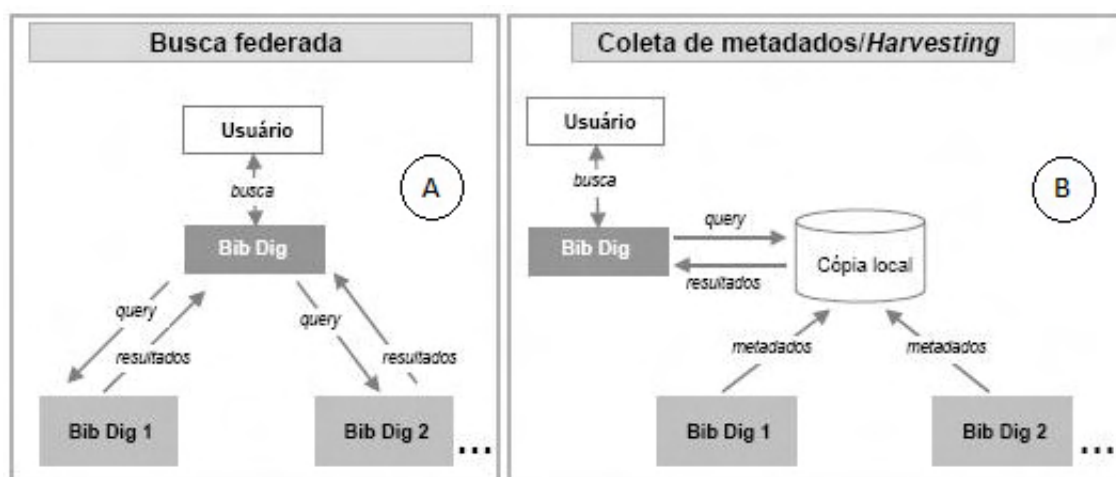 Busca federada
Usuário
A
busca
Bib Dig
query
query
resultados
resultados
Bib Dig 1
Bib Dig 2
...
Coleta de metadados/Harvesting
Usuário
B
busca
query
Bib Dig
Cópia local
resultados
metadados
metadados
Bib Dig 1
Bib Dig 2
...